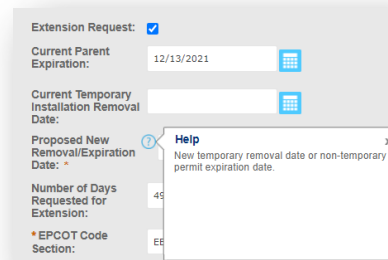 Extension Request:
Current Parent
Expiration:
12/13/2021
Current Temporary
Installation Removal
Date:
Proposed New
Removal/Expiration
Date: *
?
Help
New temporary removal date or non-temporary
permit expiration date.
Number of Days
Requested for
Extension:
49
* EPCOT Code
Section: